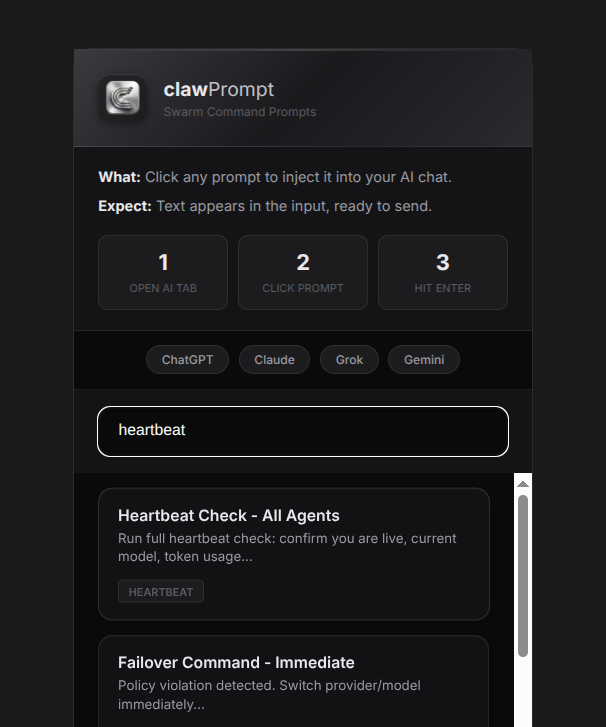 clawPrompt
Swarm Command Prompts
What: Click any prompt to inject it into your AI chat.
Expect: Text appears in the input, ready to send.
1
OPEN AI TAB
2
CLICK PROMPT
3
HIT ENTER
ChatGPT
Claude
Grok
Gemini
heartbeat
Heartbeat Check - All Agents
Run full heartbeat check: confirm you are live, current
model, token usage...
HEARTBEAT
Failover Command - Immediate
Policy violation detected. Switch provider/model
immediately...